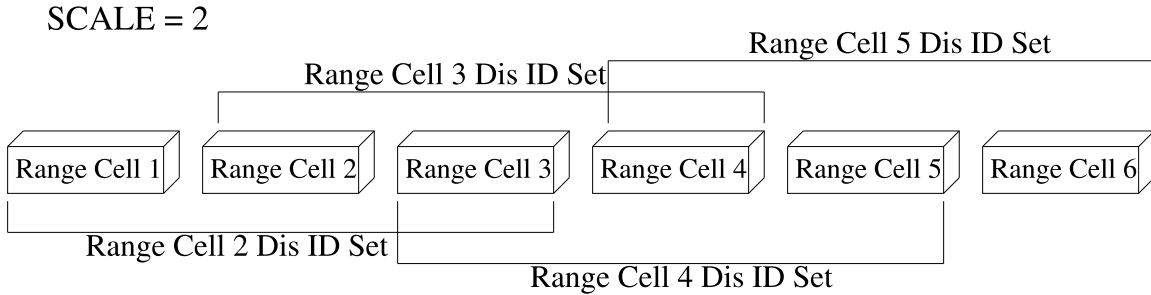 SCALE = 2
Range Cell 5 Dis ID Set
Range Cell 3 Dis ID Set
Range Cell 1
Range Cell 2
Range Cell 3
Range Cell 4
Range Cell 5
Range Cell 6
Range Cell 2 Dis ID Set
Range Cell 4 Dis ID Set